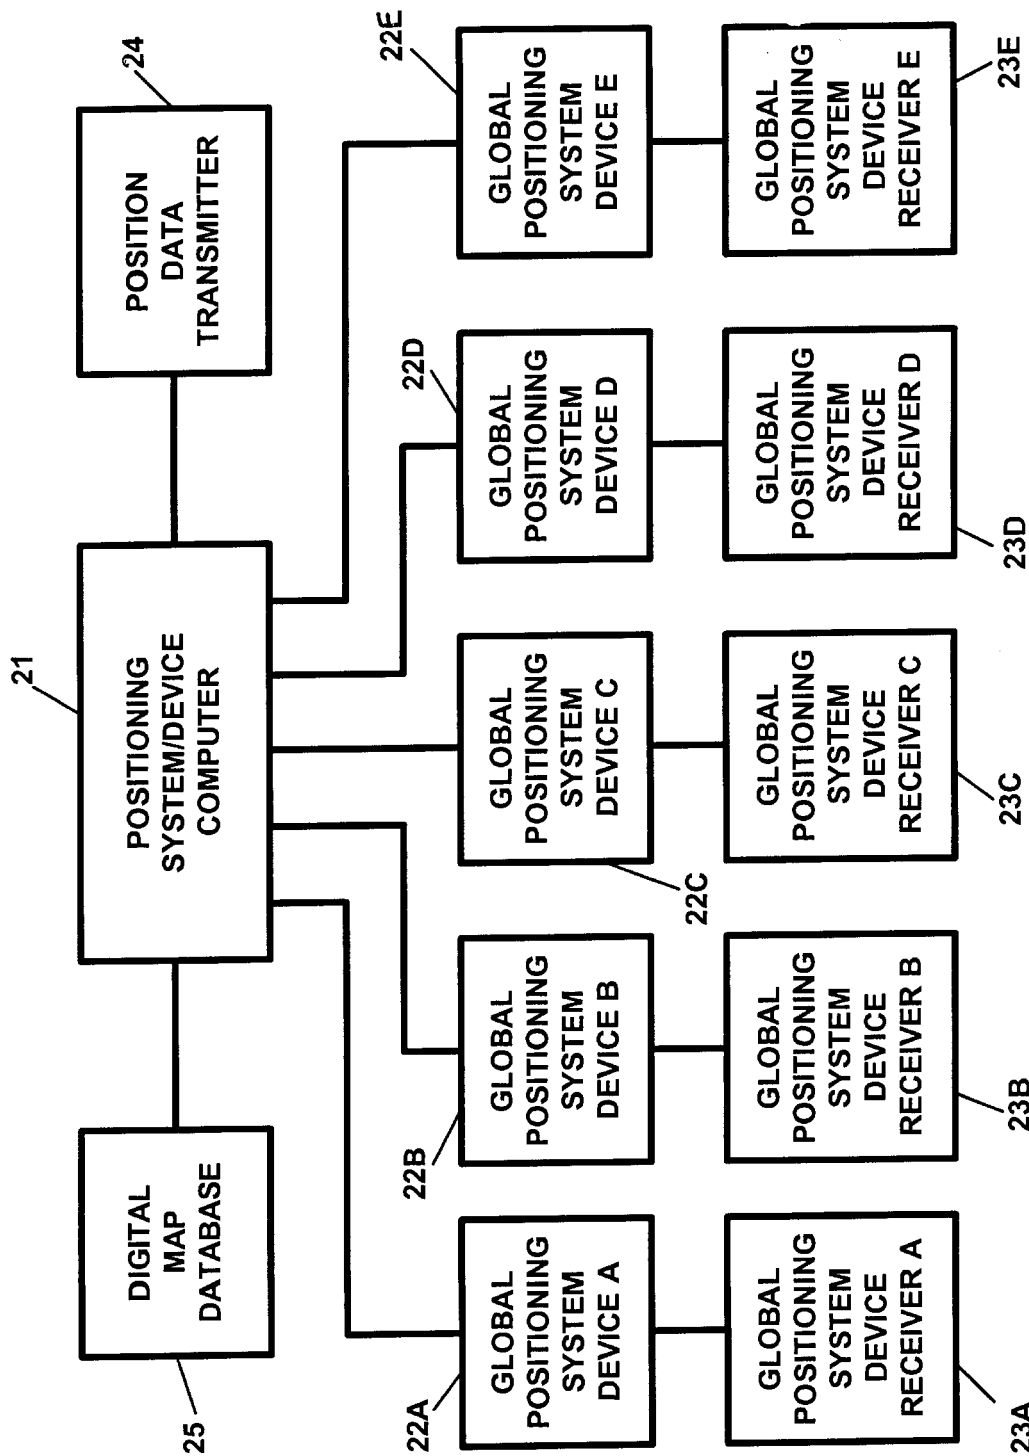 21
25
DIGITAL
MAP
DATABASE
POSITIONING
SYSTEM/DEVICE
COMPUTER
POSITION
DATA
TRANSMITTER
24
22A
GLOBAL
POSITIONING
SYSTEM
DEVICE A
22B
GLOBAL
POSITIONING
SYSTEM
DEVICE B
22C
GLOBAL
POSITIONING
SYSTEM
DEVICE C
22D
GLOBAL
POSITIONING
SYSTEM
DEVICE D
22E
GLOBAL
POSITIONING
SYSTEM
DEVICE E
GLOBAL
POSITIONING
SYSTEM
DEVICE
RECEIVER A
23A
GLOBAL
POSITIONING
SYSTEM
DEVICE
RECEIVER B
23B
GLOBAL
POSITIONING
SYSTEM
DEVICE
RECEIVER C
23C
GLOBAL
POSITIONING
SYSTEM
DEVICE
RECEIVER D
23D
GLOBAL
POSITIONING
SYSTEM
DEVICE
RECEIVER E
23E